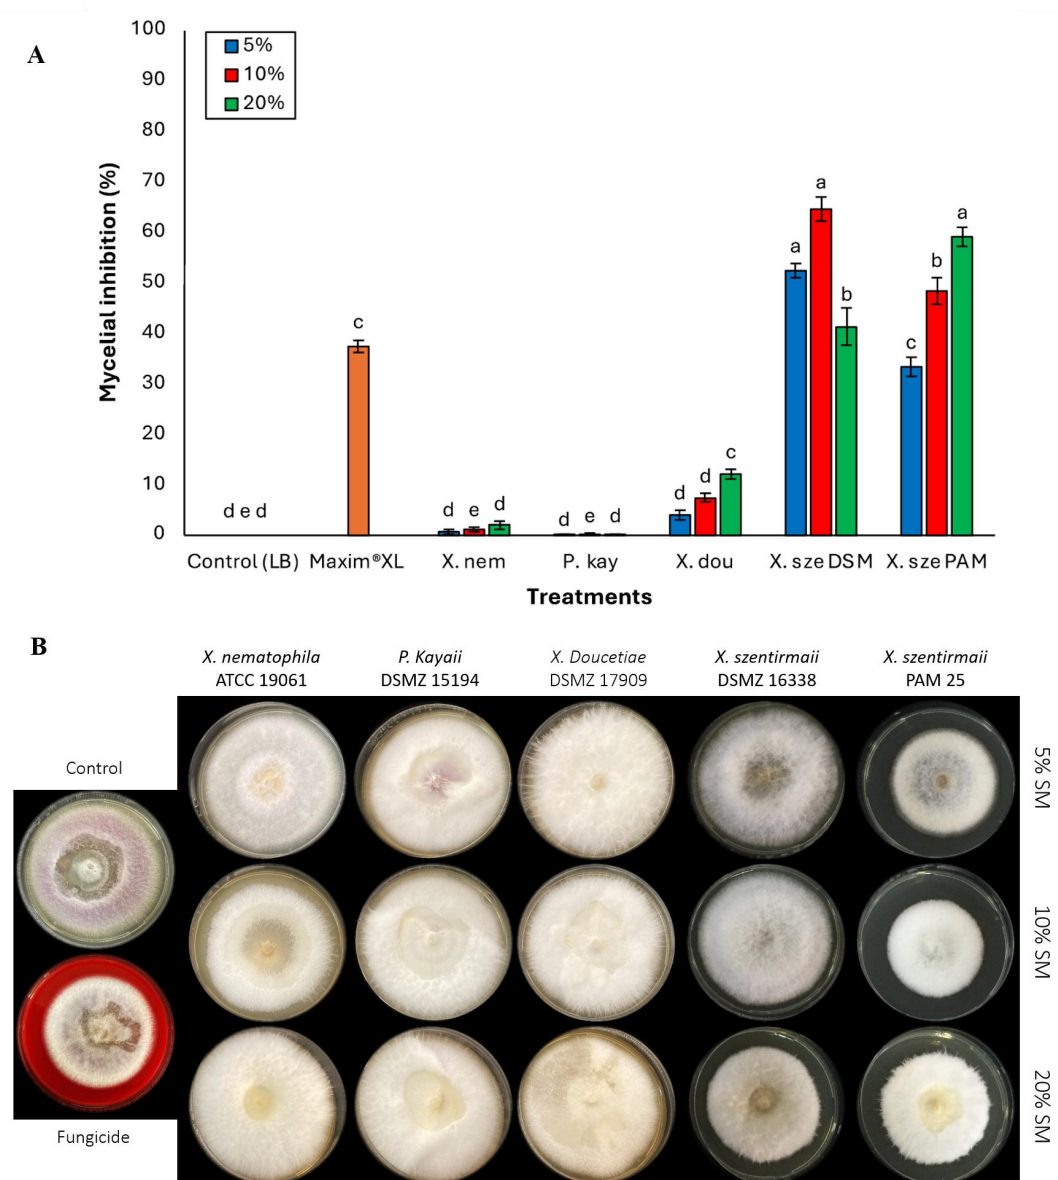 A
100
90
80
70
60
50
40
30
20
10
0
Mycelial inhibition (%)
5%
10%
20%
d e d
c
d e d
d e d
d d c
a a b
c b a
Control (LB) Maxim®XL X. nem P. kay X. dou X. sze DSM X. sze PAM
Treatments
B
X. nematophila
ATCC 19061
P. Kayaii
DSMZ 15194
X. Doucetiae
DSMZ 17909
X. szentirmaii
DSMZ 16338
X. szentirmaii
PAM 25
Control
Fungicide
5% SM
10% SM
20% SM